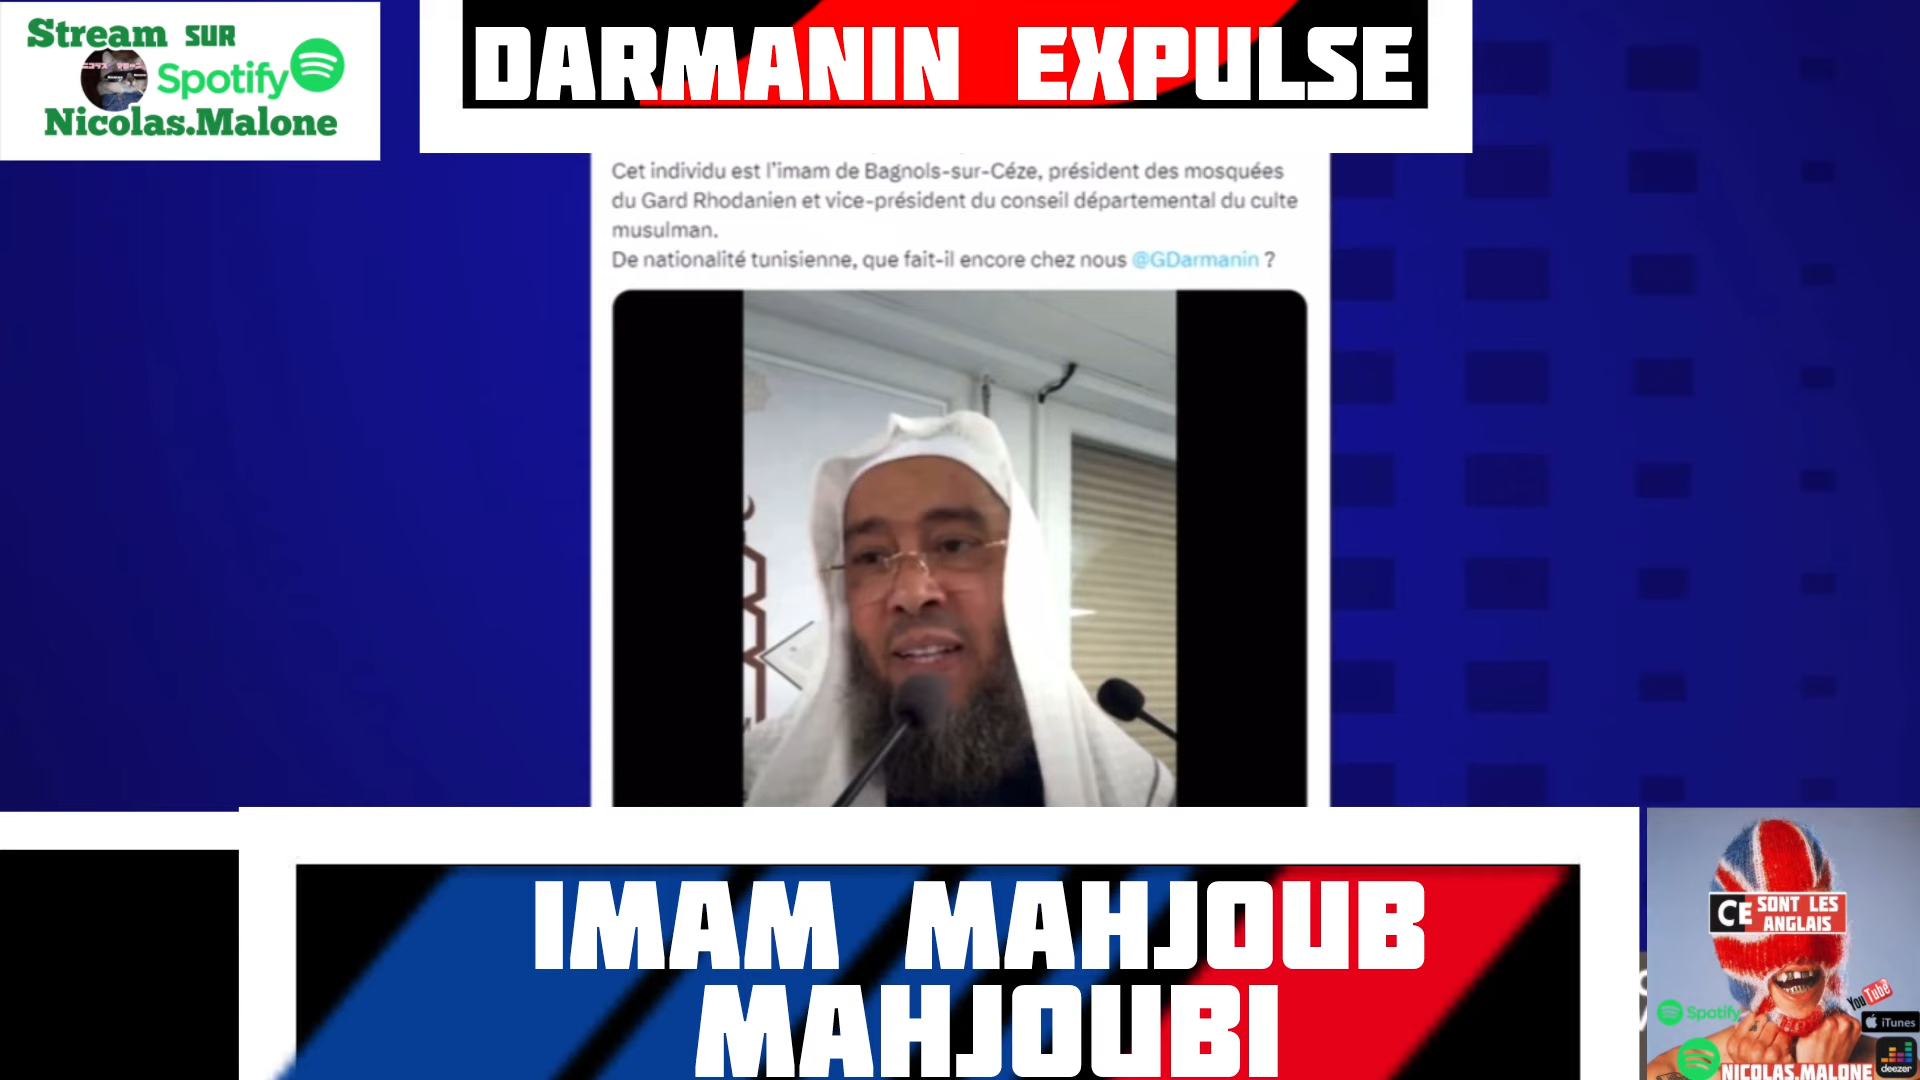 Stream SUR
Spotify
Nicolas.Malone
DARMANIN EXPULSE
Cet individu est l'imam de Bagnols-sur-Céze, président des mosquées
du Gard Rhodanien et vice-président du conseil départemental du culte
musulman.
De nationalité tunisienne, que fait-il encore chez nous @GDarmanin ?
IMAM MAHJOUB
MAHJOUBI
CE SONT LES
ANGLAIS
YouTube
Spotify
iTunes
deezer
NICOLAS.MALONE